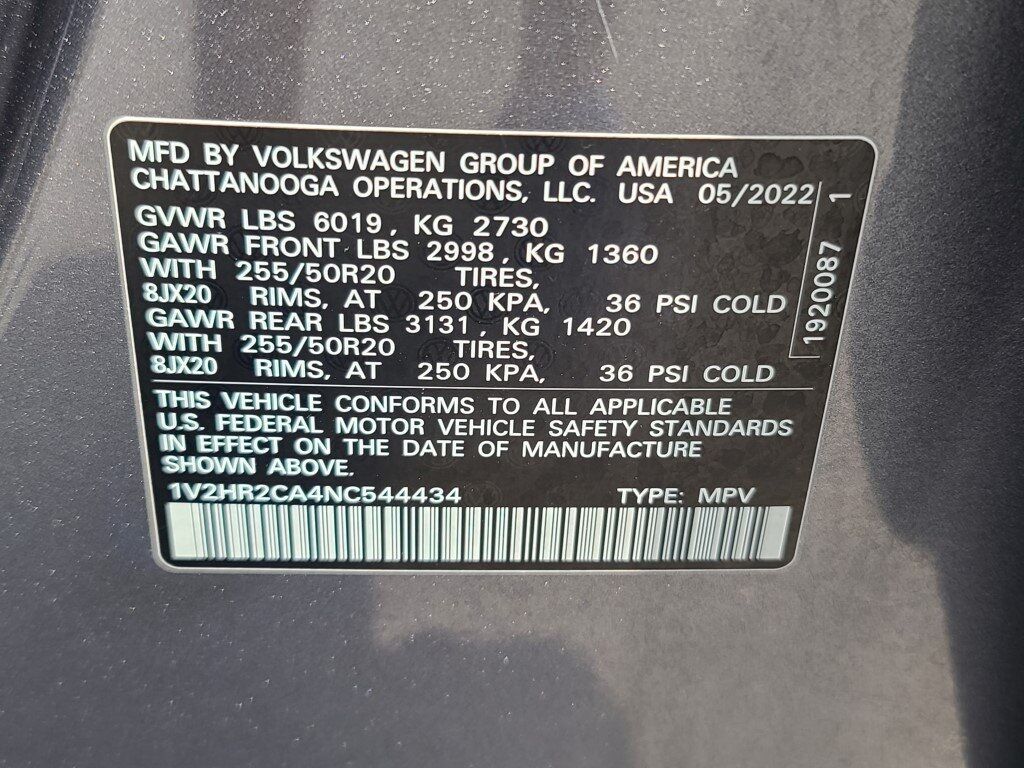 MFD BY VOLKSWAGEN GROUP OF AMERICA
CHATTANOOGA OPERATIONS, LLC. USA 05/2022
GVWR LBS 6019, KG 2730
GAWR FRONT LBS 2998, KG 1360
WITH 255/50R20 TIRES,
8JX20 RIMS, AT 250 KPA, 36 PSI COLD
GAWR REAR LBS 3131, KG 1420
WITH 255/50R20 TIRES,
8JX20 RIMS, AT 250 KPA, 36 PSI COLD
1920087 1
THIS VEHICLE CONFORMS TO ALL APPLICABLE
U.S. FEDERAL MOTOR VEHICLE SAFETY STANDARDS
IN EFFECT ON THE DATE OF MANUFACTURE
SHOWN ABOVE.
1V2HR2CA4NC544434 TYPE: MPV